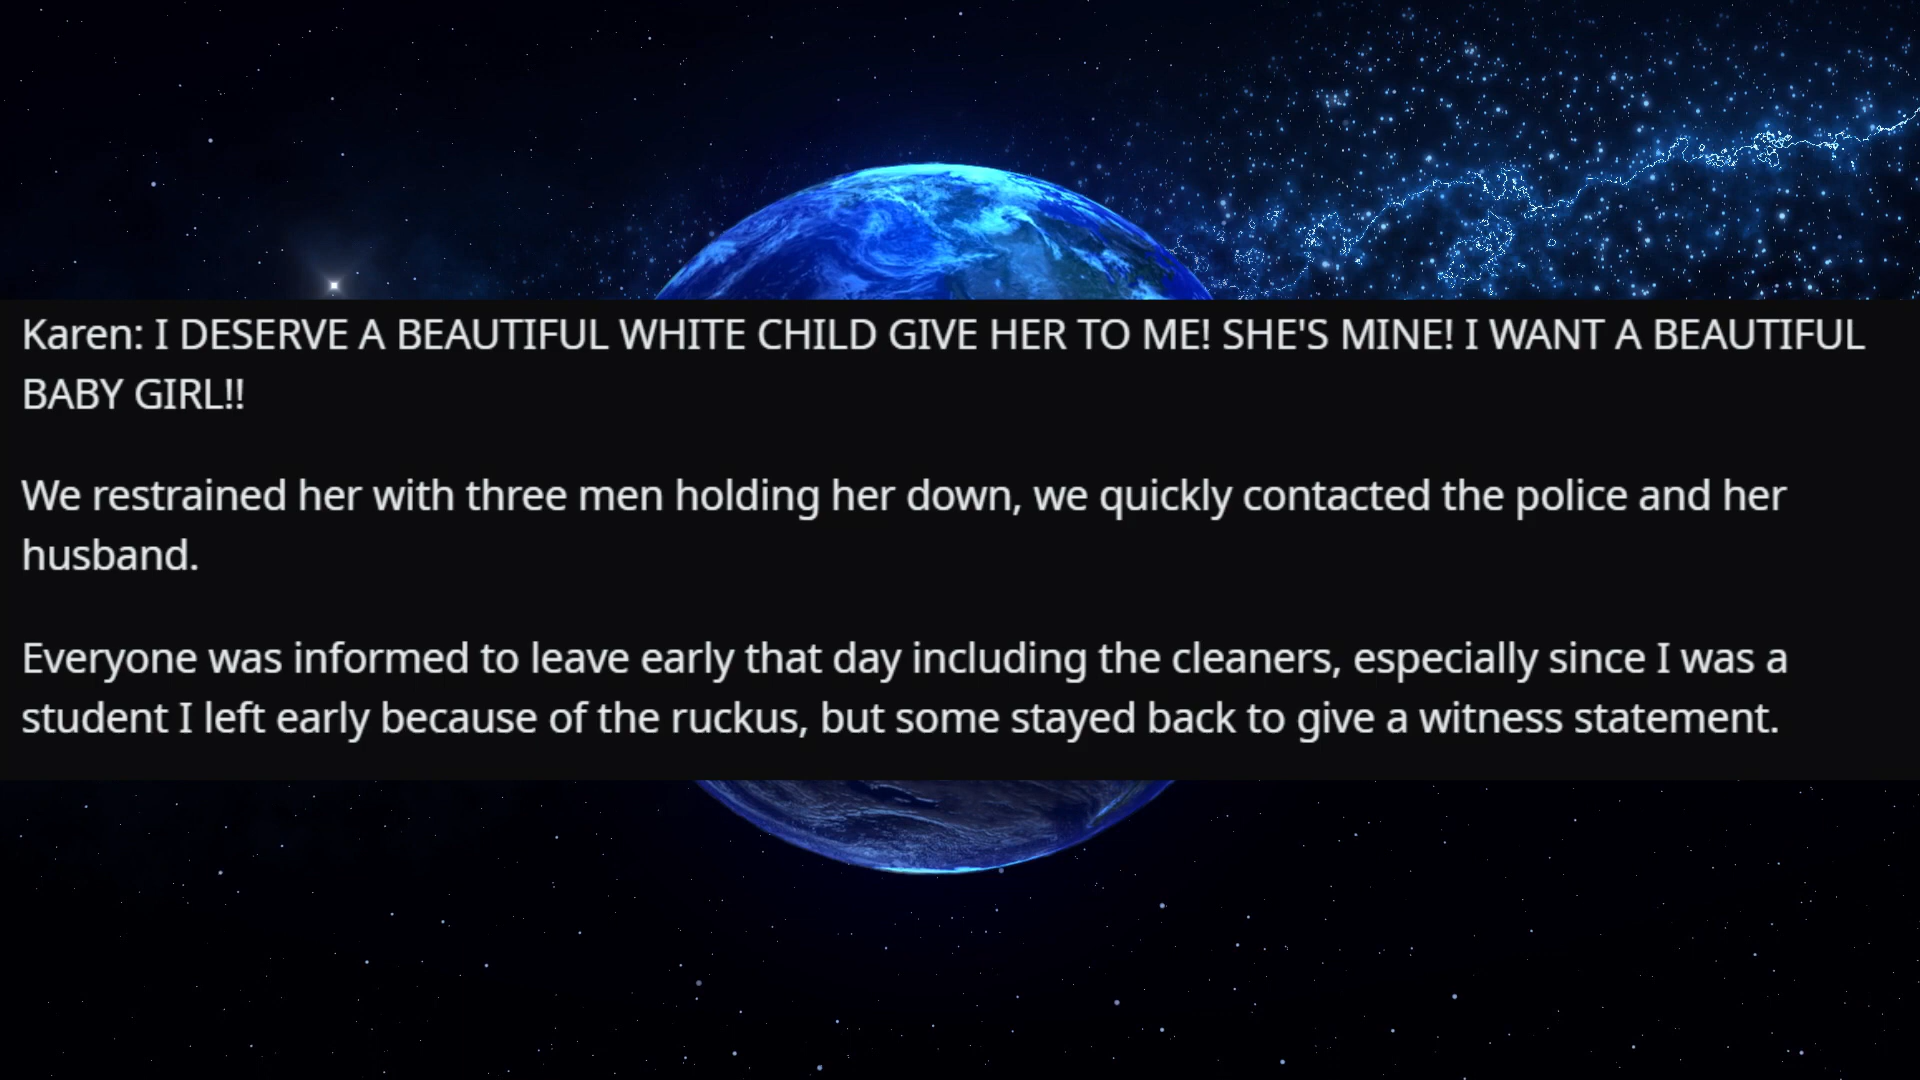 Karen: I DESERVE A BEAUTIFUL WHITE CHILD GIVE HER TO ME! SHE'S MINE! I WANT A BEAUTIFUL
BABY GIRL!!
We restrained her with three men holding her down, we quickly contacted the police and her
husband.
Everyone was informed to leave early that day including the cleaners, especially since I was a
student I left early because of the ruckus, but some stayed back to give a witness statement.